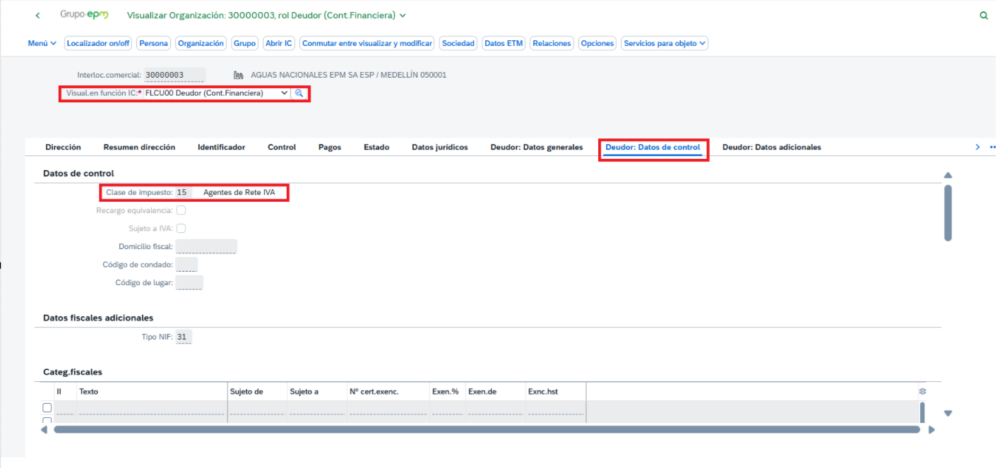 Grupo·epm Visualizar Organización: 30000003, rol Deudor (Cont.Financiera)
Menú Localizador on/off Persona Organización Grupo Abrir IC Conmutar entre visualizar y modificar Sociedad Datos ETM Relaciones Opciones Servicios para objeto
Interloc.comercial: 30000003 AGUAS NACIONALES EPM SA ESP / MEDELLÍN 050001
Visual.en función IC:* FLCU00 Deudor (Cont.Financiera)
Dirección Resumen dirección Identificador Control Pagos Estado Datos jurídicos Deudor: Datos generales Deudor: Datos de control Deudor: Datos adicionales
Datos de control
Clase de impuesto: 15 Agentes de Rete IVA
Recargo equivalencia:
Sujeto a IVA:
Domicilio fiscal:
Código de condado:
Código de lugar:
Datos fiscales adicionales
Tipo NIF: 31
Categ.fiscales
II Texto Sujeto de Sujeto a Nº cert.exenc. Exen.% Exen.de Exnc.hst